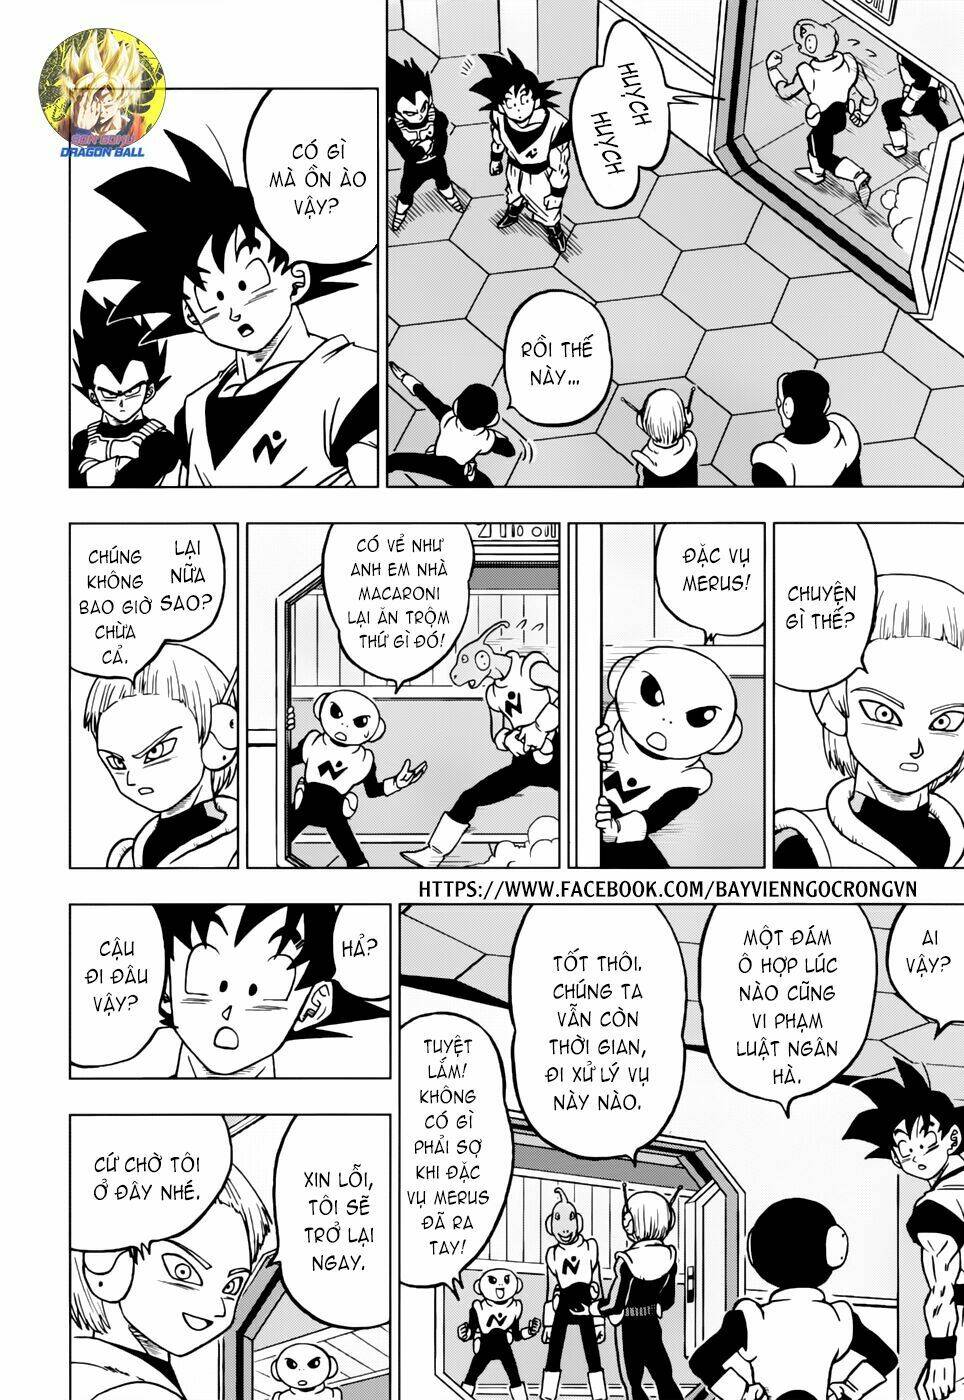 HUỴCH
HUỴCH
RỒI THẾ
NÀY...
CÓ GÌ
MÀ ỒN ÀO
VẬY?
SON GOKU
DRAGON BALL
CHUYỆN
GÌ THẾ?
ĐẶC VỤ
MERUS!
CÓ VẺ NHƯ
ANH EM NHÀ
MACARONI
LẠI ĂN TRỘM
THỨ GÌ ĐÓ!
LẠI
NỮA
SAO?
CHÚNG
KHÔNG
BAO GIỜ
CHỪA
CẢ.
HTTPS://WWW.FACEBOOK.COM/BAYVIENNGOCRONGVN
AI
VẬY?
MỘT ĐÁM
Ô HỢP LÚC
NÀO CŨNG
VI PHẠM
LUẬT NGÂN
HÀ.
TỐT THÔI.
CHÚNG TA
VẪN CÒN
THỜI GIAN,
ĐI XỬ LÝ VỤ
NÀY NÀO.
TUYỆT
LẮM!
KHÔNG
CÓ GÌ
PHẢI SỢ
KHI ĐẶC
VỤ MERUS
ĐÃ RA
TAY!
HẢ?
CẬU
ĐI ĐÂU
VẬY?
XIN LỖI,
TÔI SẼ
TRỞ LẠI
NGAY.
CỨ CHỜ TÔI
Ở ĐÂY NHÉ.